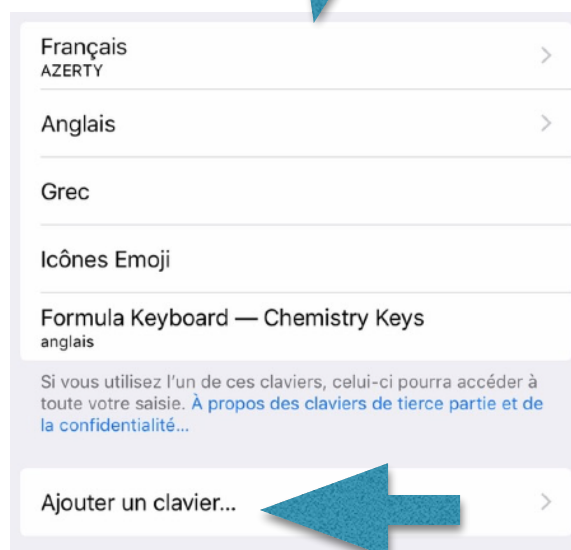 Français
AZERTY
Anglais
Grec
Icônes Emoji
Formula Keyboard — Chemistry Keys
anglais
Si vous utilisez l'un de ces claviers, celui-ci pourra accéder à
toute votre saisie. À propos des claviers de tierce partie et de
la confidentialité...
Ajouter un clavier...